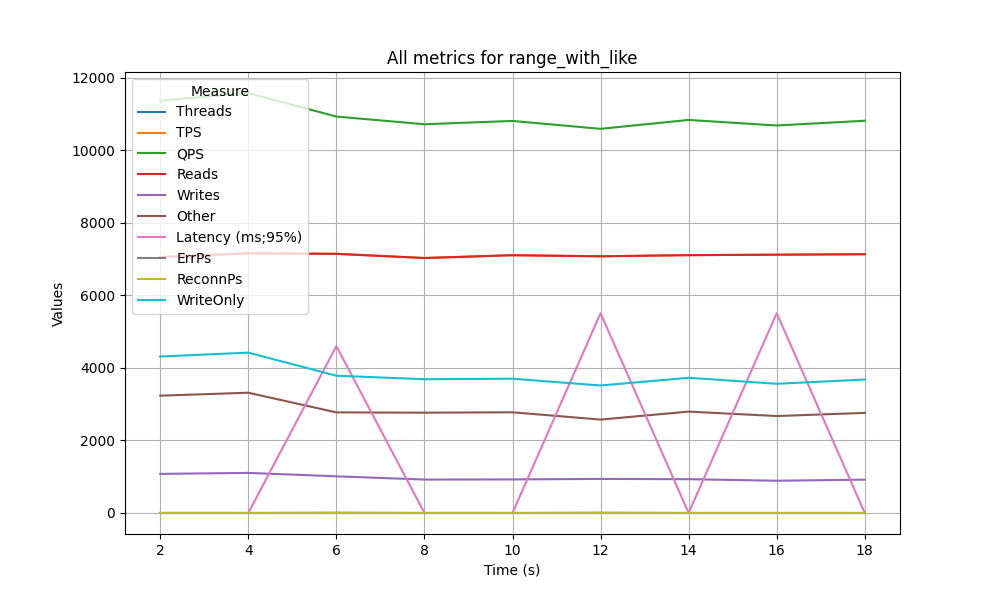 All metrics for range_with_like
Values
12000
10000
8000
6000
4000
2000
0
Measure
Threads
TPS
QPS
Reads
Writes
Other
Latency (ms;95%)
ErrPs
ReconnPs
WriteOnly
2 4 6 8 10 12 14 16 18
Time (s)